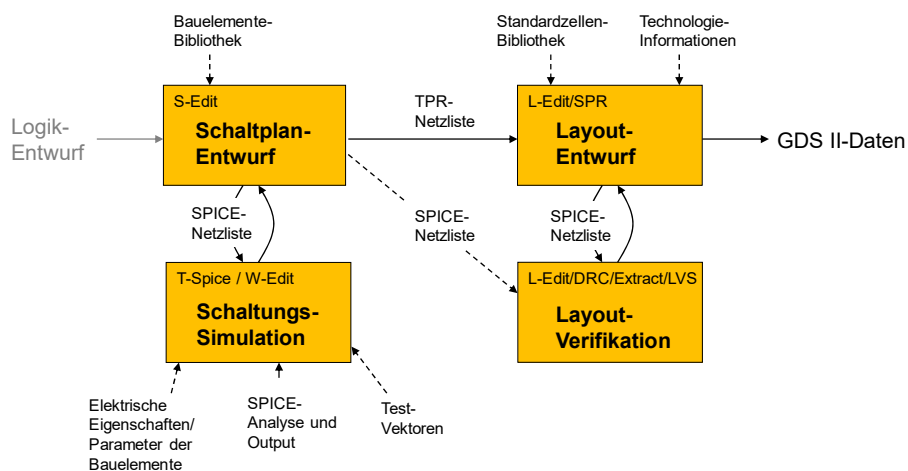 Bauelemente-
Bibliothek
Standardzellen-
Bibliothek
Technologie-
Informationen
Logik-
Entwurf
S-Edit
Schaltplan-
Entwurf
TPR-
Netzliste
L-Edit/SPR
Layout-
Entwurf
GDS II-Daten
SPICE-
Netzliste
SPICE-
Netzliste
SPICE-
Netzliste
T-Spice / W-Edit
Schaltungs-
Simulation
L-Edit/DRC/Extract/LVS
Layout-
Verifikation
Elektrische
Eigenschaften/
Parameter der
Bauelemente
SPICE-
Analyse und
Output
Test-
Vektoren